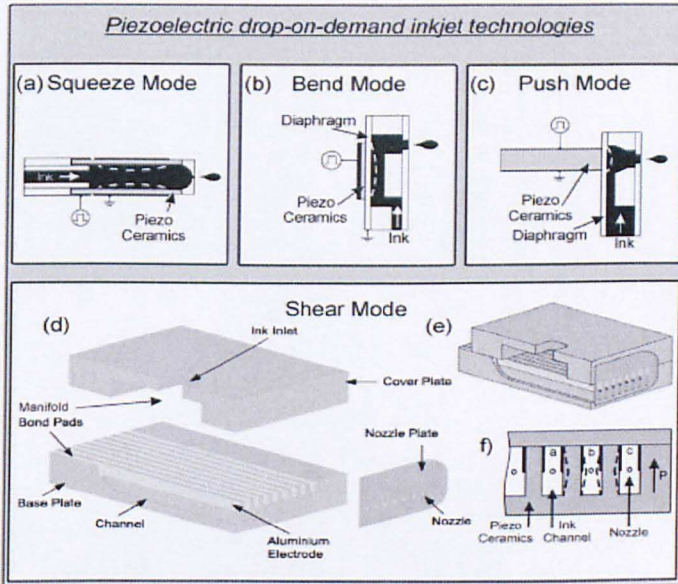 Piezoelectric drop-on-demand inkjet technologies
(a) Squeeze Mode
Ink
Piezo
Ceramics
(b) Bend Mode
Diaphragm
Piezo
Ceramics
Ink
(c) Push Mode
Piezo
Ceramics
Diaphragm
Ink
Shear Mode
(d)
Ink Inlet
Cover Plate
Manifold
Bond Pads
Base Plate
Channel
Aluminium
Electrode
Nozzle Plate
Nozzle
(e)
f)
a b c
P
Piezo
Ceramics
Ink
Channel
Nozzle